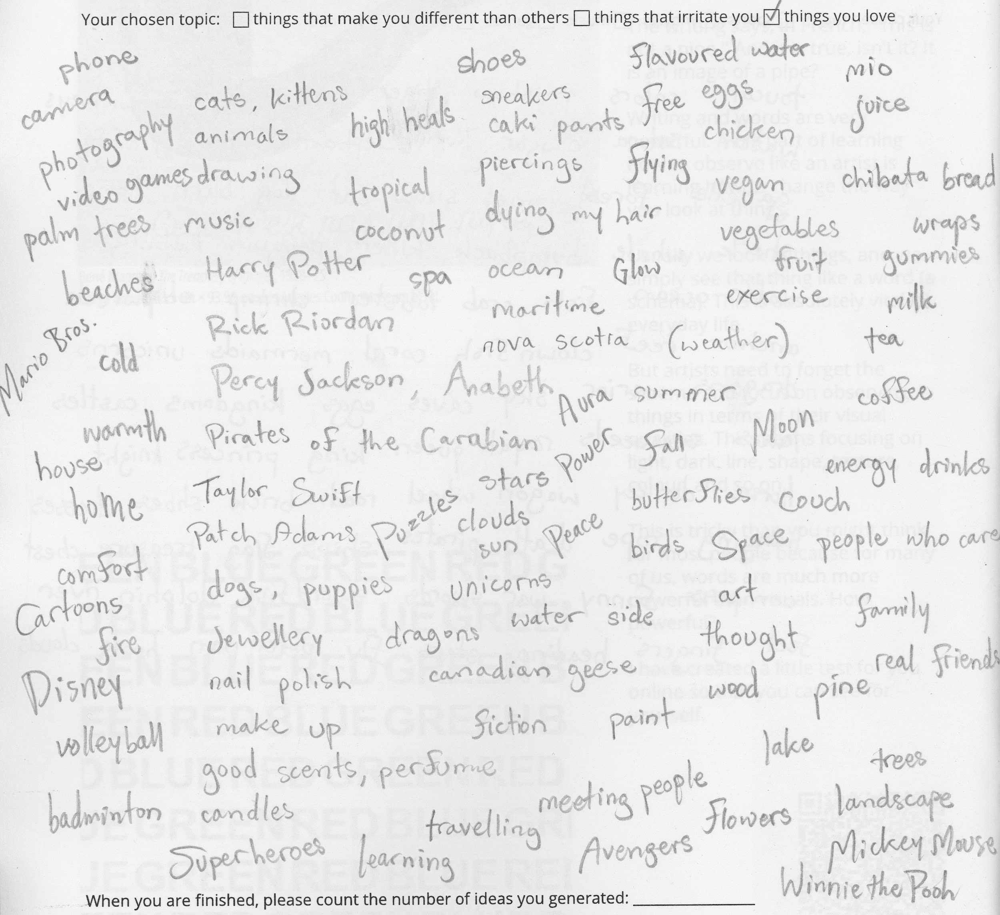 Your chosen topic: ☐ things that make you different than others ☐ things that irritate you ☑ things you love
phone
shoes
flavoured water
mio
camera
cats, kittens
sneakers
free
eggs
juice
photography
animals
high heals
caki pants
chicken
video games
drawing
tropical
piercings
flying
vegan
chibata bread
palm trees
music
coconut
dying my hair
vegetables
wraps
beaches
Harry Potter
spa
ocean
Glow
fruit
gummies
Mario Bros.
Rick Riordan
maritime
exercise
milk
cold
nova scotia
(weather)
tea
Percy Jackson, Anabeth
Aura
summer
coffee
warmth
Pirates of the Carabian
Power
fall
Moon
house
energy drinks
home
Taylor Swift
stars
butterflies
couch
Patch Adams
Puzzles
clouds
sun
Peace
birds
Space
people who care
comfort
dogs, puppies
unicorns
art
Cartoons
water side
family
fire
Jewellery
dragons
thought
real friends
Disney
nail polish
canadian geese
wood
pine
volleyball
make up
fiction
paint
lake
trees
good scents, perfume
badminton
candles
meeting people
landscape
travelling
flowers
Superheroes
learning
Avengers
Mickey Mouse
Winnie the Pooh
When you are finished, please count the number of ideas you generated: